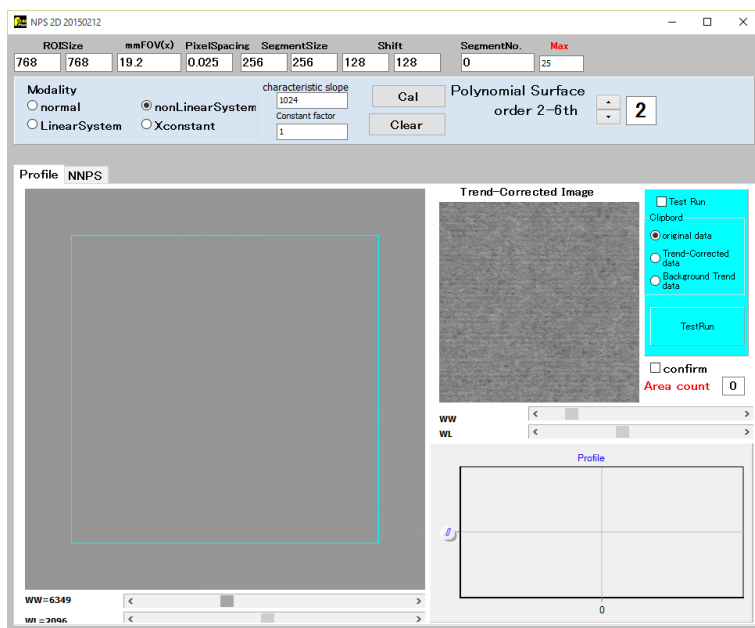 NPS 2D 20150212
ROISize mmFOV(x) PixelSpacing SegmentSize Shift SegmentNo. Max
768 768 19.2 0.025 256 256 128 128 0 25
Modality
normal nonLinearSystem
LinearSystem Xconstant
characteristic slope
1024
Constant factor
1
Cal
Clear
Polynomial Surface
order 2-6th
2
Profile NNPS
Trend-Corrected Image
Test Run
Clipbord
original data
Trend-Corrected
data
Background Trend
data
TestRun
confirm
Area count 0
WW
WL
Profile
0
WW=6349
WL=2096